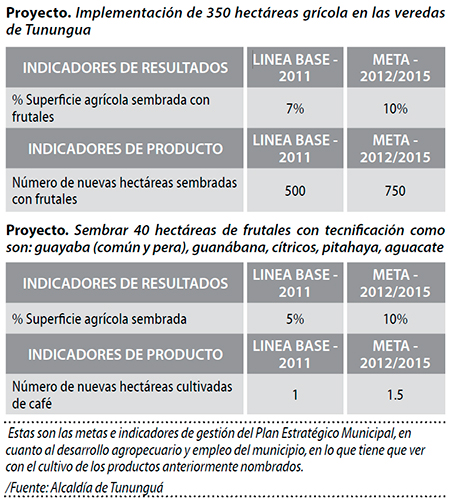 Proyecto. Implementación de 350 hectáreas grícola en las veredas
de Tunungua
INDICADORES DE RESULTADOS LINEA BASE - 2011 META - 2012/2015
% Superficie agrícola sembrada con frutales 7% 10%
INDICADORES DE PRODUCTO LINEA BASE - 2011 META - 2012/2015
Número de nuevas hectáreas sembradas con frutales 500 750
Proyecto. Sembrar 40 hectáreas de frutales con tecnificación como
son: guayaba (común y pera), guanábana, cítricos, pitahaya, aguacate
INDICADORES DE RESULTADOS LINEA BASE - 2011 META - 2012/2015
% Superficie agrícola sembrada 5% 10%
INDICADORES DE PRODUCTO LINEA BASE - 2011 META - 2012/2015
Número de nuevas hectáreas cultivadas de café 1 1.5
Estas son las metas e indicadores de gestión del Plan Estratégico Municipal, en
cuanto al desarrollo agropecuario y empleo del municipio, en lo que tiene que ver
con el cultivo de los productos anteriormente nombrados.
/Fuente: Alcaldía de Tununguá